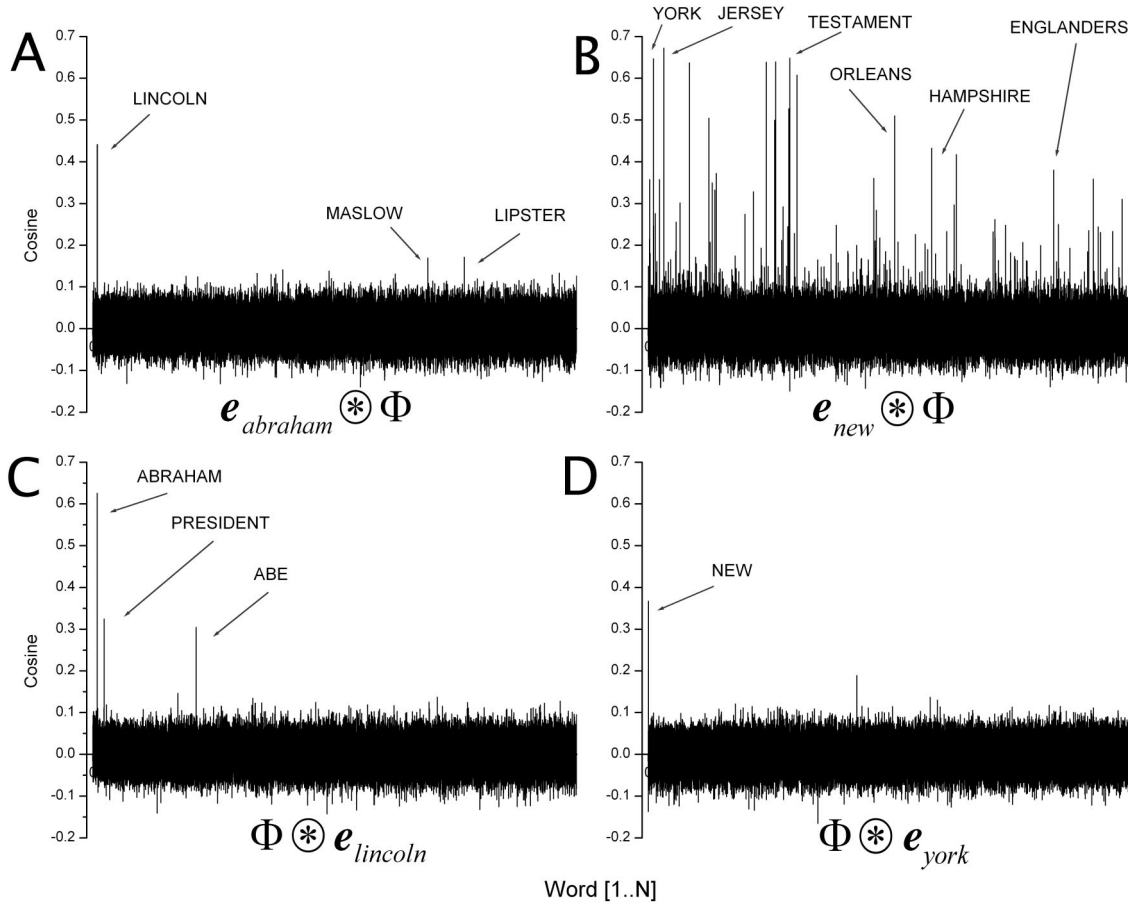 A
0.7
0.6
0.5
0.4
0.3
0.2
0.1
0.0
-0.1
-0.2
Cosine
LINCOLN
MASLOW
LIPSTER
0
e abraham ⊛ Φ
B
0.7
0.6
0.5
0.4
0.3
0.2
0.1
0.0
-0.1
-0.2
YORK JERSEY
TESTAMENT
ENGLANDERS
ORLEANS
HAMPSHIRE
0
e new ⊛ Φ
C
0.7
0.6
0.5
0.4
0.3
0.2
0.1
0.0
-0.1
-0.2
Cosine
ABRAHAM
PRESIDENT
ABE
0
Φ ⊛ e lincoln
D
0.7
0.6
0.5
0.4
0.3
0.2
0.1
0.0
-0.1
-0.2
NEW
0
Φ ⊛ e york
Word [1..N]